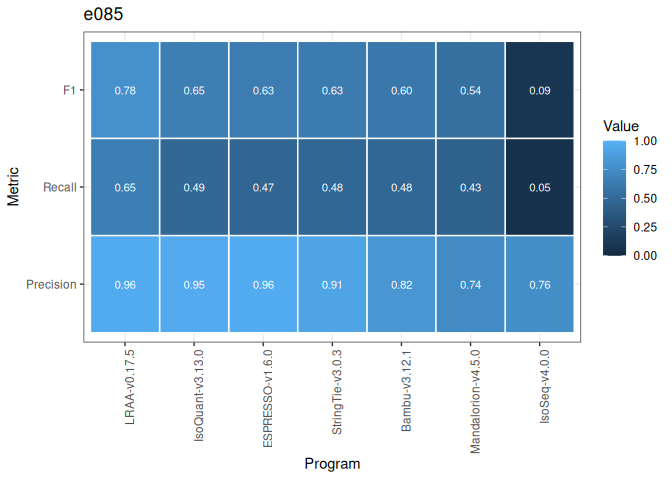 e085
Metric
F1
0.78 0.65 0.63 0.63 0.60 0.54 0.09
Recall
0.65 0.49 0.47 0.48 0.48 0.43 0.05
Precision
0.96 0.95 0.96 0.91 0.82 0.74 0.76
LRAA-v0.17.5
IsoQuant-v3.13.0
ESPRESSO-v1.6.0
StringTie-v3.0.3
Bambu-v3.12.1
Mandalorion-v4.5.0
IsoSeq-v4.0.0
Program
Value
1.00
0.75
0.50
0.25
0.00